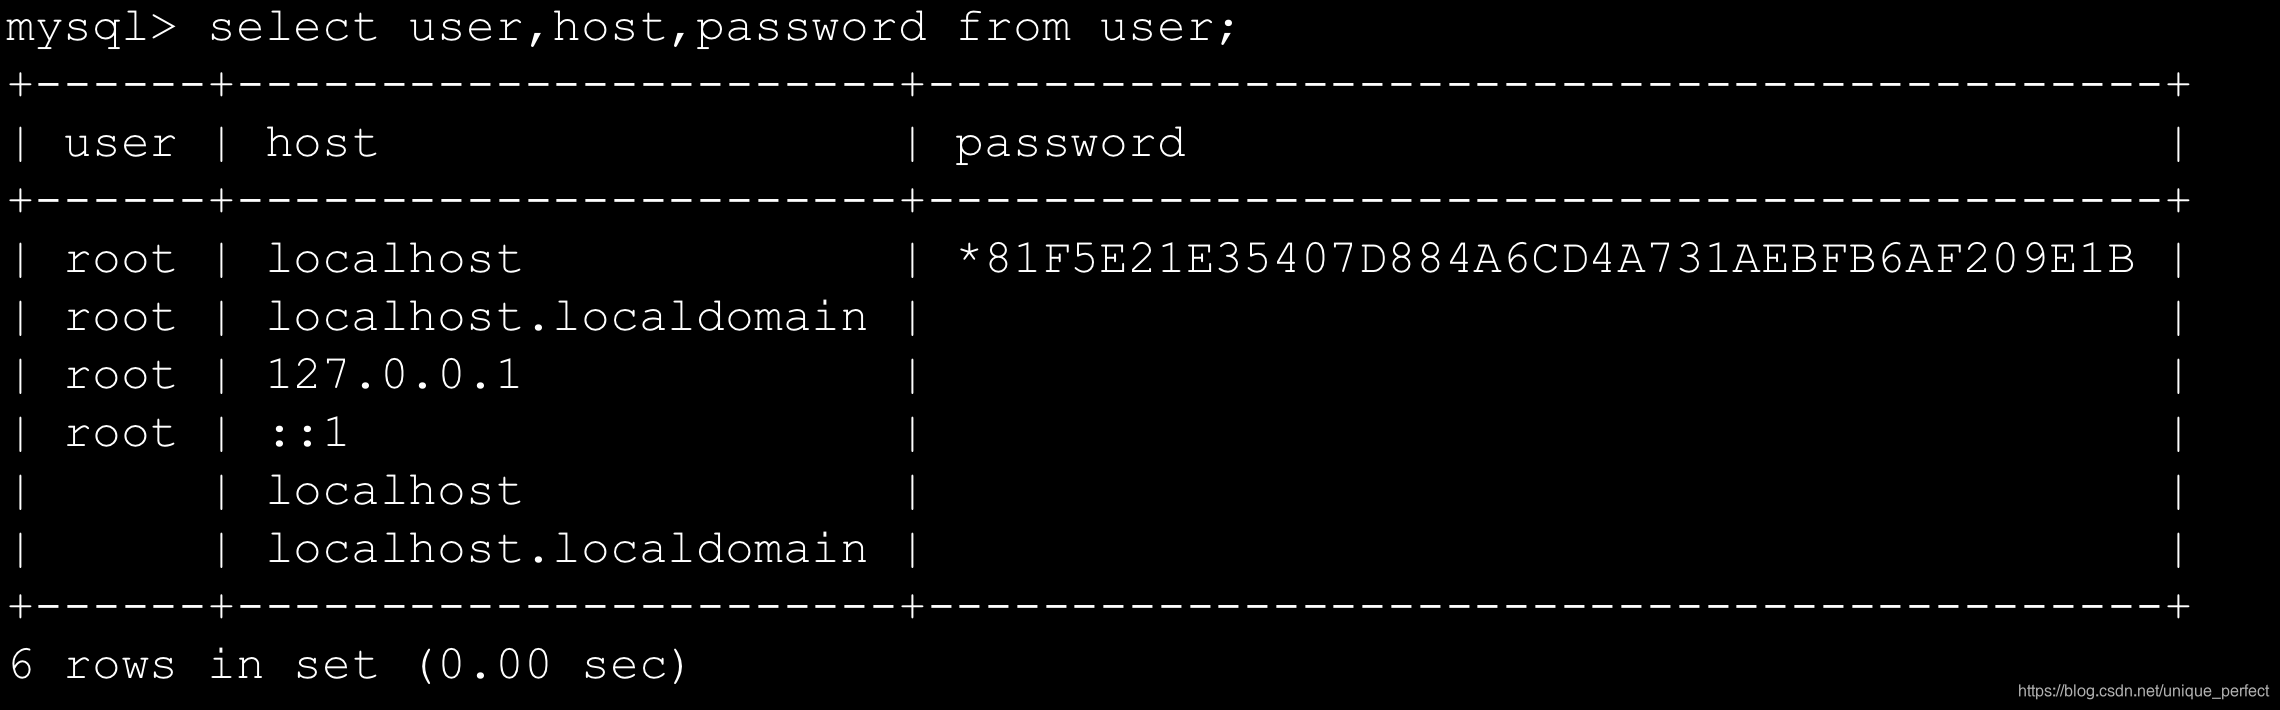 mysql> select user,host,password from user;
+------+-----------------------+-------------------------------------------+
| user | host                  | password                                  |
+------+-----------------------+-------------------------------------------+
| root | localhost             | *81F5E21E35407D884A6CD4A731AEBFB6AF209E1B |
| root | localhost.localdomain |                                           |
| root | 127.0.0.1             |                                           |
| root | ::1                   |                                           |
|      | localhost             |                                           |
|      | localhost.localdomain |                                           |
+------+-----------------------+-------------------------------------------+
6 rows in set (0.00 sec)
https://blog.csdn.net/unique_perfect